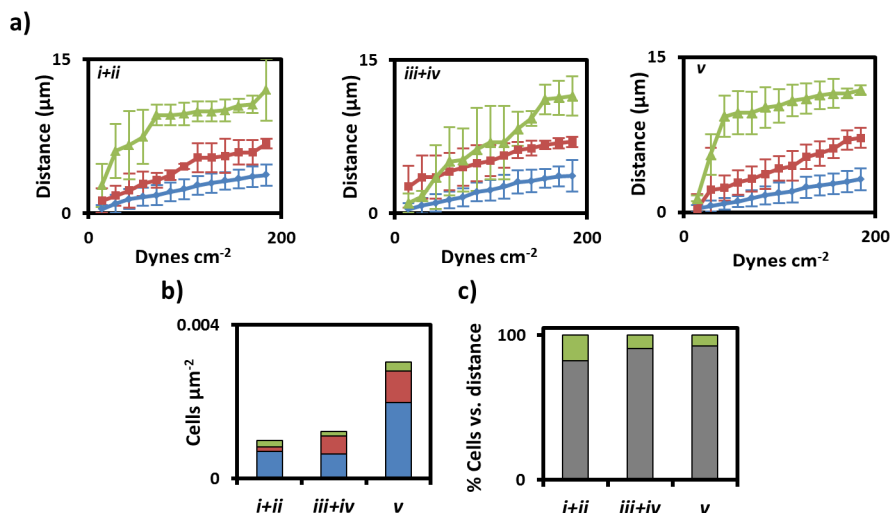 a)
15
i+ii
Distance (µm)
0
0
200
Dynes cm⁻²
15
iii+iv
Distance (µm)
0
0
200
Dynes cm⁻²
15
v
Distance (µm)
0
0
200
Dynes cm⁻²
b)
0.004
Cells µm⁻²
0
i+ii
iii+iv
v
c)
100
% Cells vs. distance
0
i+ii
iii+iv
v